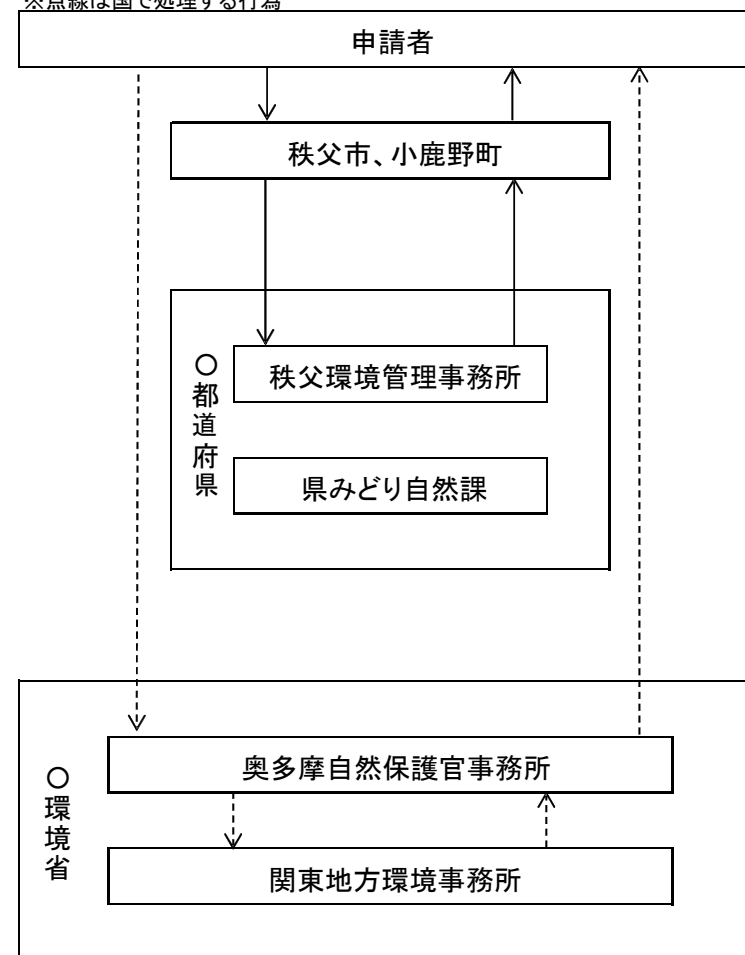 ※点線は国で処理する行為
申請者
秩父市、小鹿野町
○都道府県
秩父環境管理事務所
県みどり自然課
○環境省
奥多摩自然保護官事務所
関東地方環境事務所